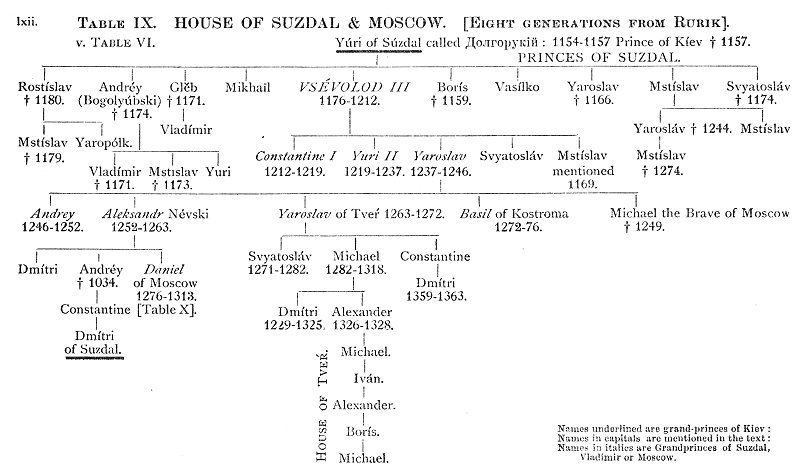 lxii. TABLE IX. HOUSE OF SUZDAL & MOSCOW. [EIGHT GENERATIONS FROM RURIK].
v. TABLE VI. Yúri of Súzdal called Долгорукій : 1154-1157 Prince of Kíev † 1157.
PRINCES OF SUZDAL.
Rostíslav Andréy Glêb Mikhail VSÉVOLOD III Borís Vasílko Yaroslav Mstíslav Svyatoslav
† 1180. (Bogolyúbski) † 1171. 1176-1212. † 1159. † 1166. † 1174.
† 1174.
Vladímir Yarosláv † 1244. Mstíslav
Mstíslav Yaropólk.
† 1179.
Constantine I Yuri II Yaroslav Svyatosláv Mstíslav Mstíslav
1212-1219. 1219-1237. 1237-1246. mentioned † 1274.
1169.
Vladímir Mstıslav Yuri
† 1171. † 1173.
Andrey Aleksandr Névski Yaroslav of Tveŕ 1263-1272. Basil of Kostroma Michael the Brave of Moscow
1246-1252. 1252-1263. 1272-76. † 1249.
Dmítri Andréy Daniel Svyatosláv Michael Constantine
† 1034. of Moscow 1271-1282. 1282-1318.
1276-1313. Dmítri
Constantine [Table X]. 1359-1363.
Dmítri Alexander
1229-1325. 1326-1328.
Dmítri
of Suzdal.
HOUSE OF TVEŔ.
Michael.
Iván.
Alexander.
Borís.
Michael.
Names underlined are grand-princes of Kiev :
Names in capitals are mentioned in the text :
Names in italics are Grandprinces of Suzdal,
Vladímir or Moscow.